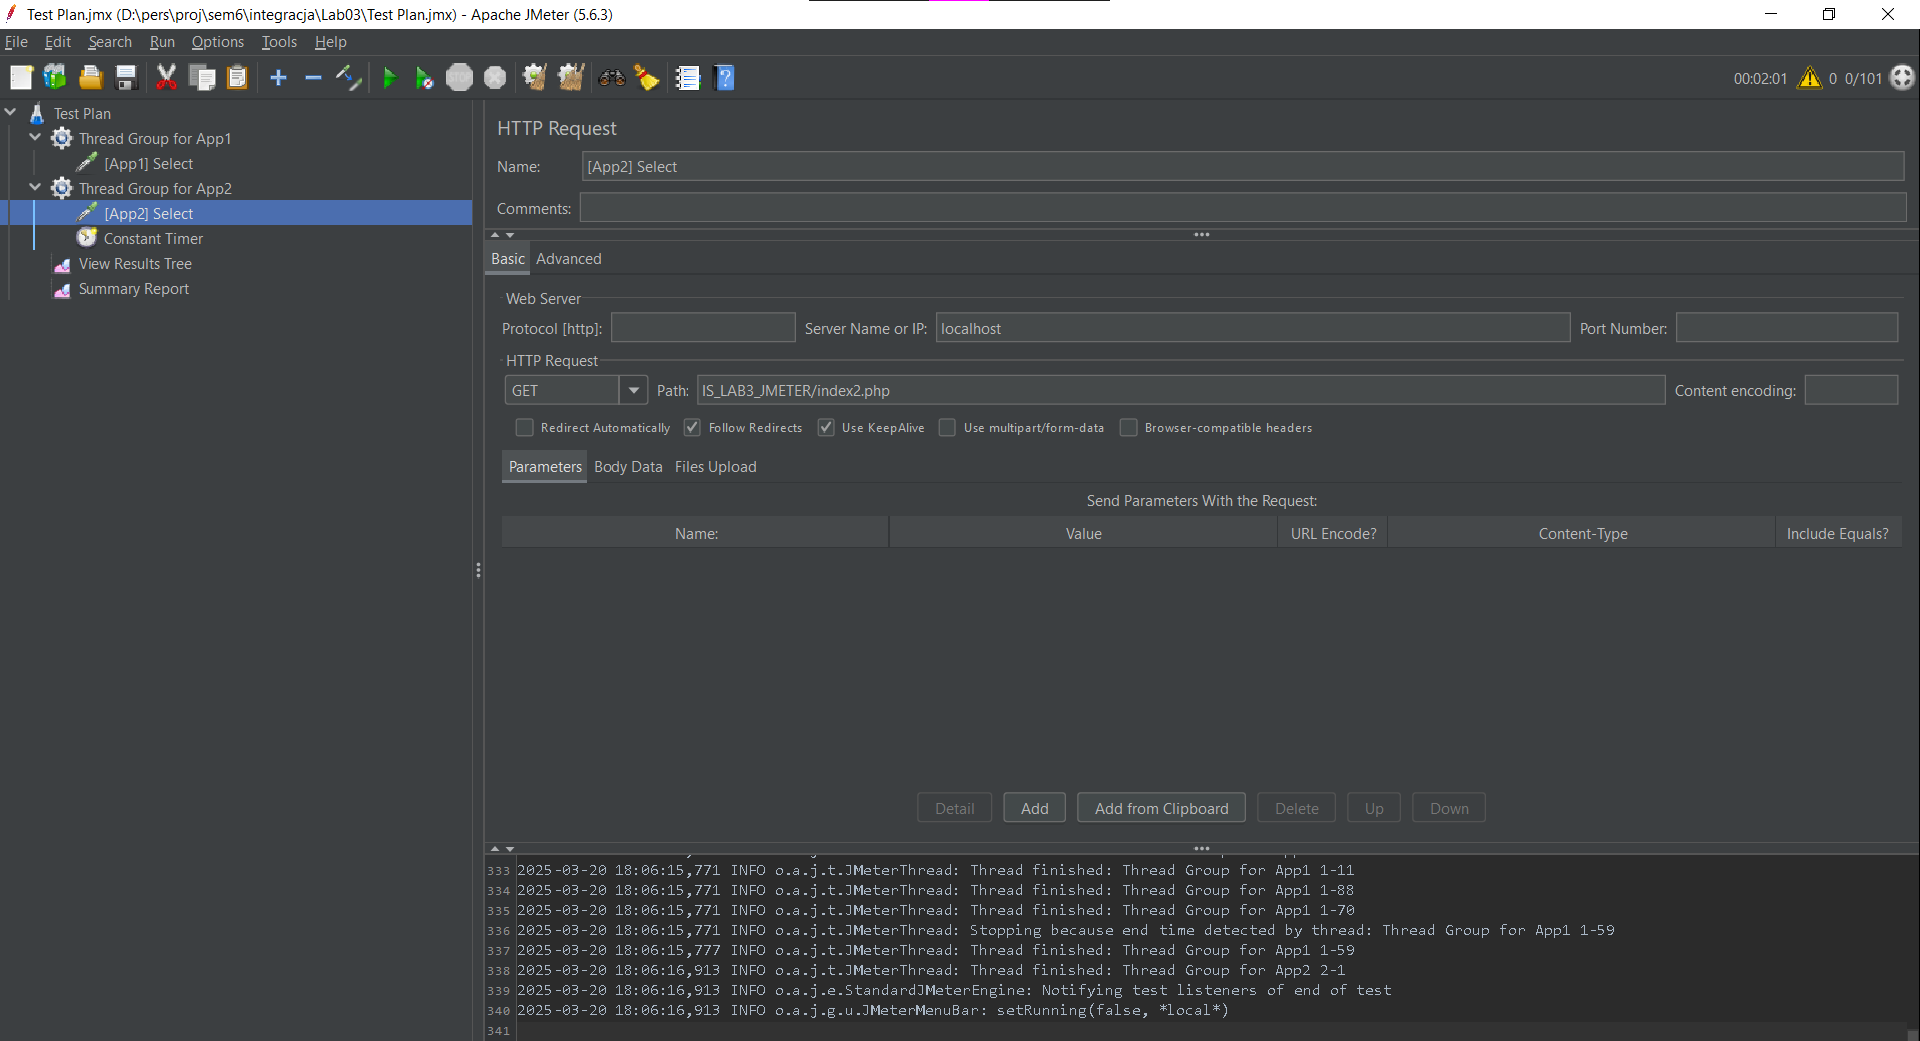 Test Plan.jmx (D:\pers\proj\sem6\integracja\Lab03\Test Plan.jmx) - Apache JMeter (5.6.3)
File Edit Search Run Options Tools Help
STOP
00:02:01 0 0/101
Test Plan
Thread Group for App1
[App1] Select
Thread Group for App2
[App2] Select
Constant Timer
View Results Tree
Summary Report
HTTP Request
Name: [App2] Select
Comments:
Basic Advanced
Web Server
Protocol [http]: Server Name or IP: localhost Port Number:
HTTP Request
GET Path: IS_LAB3_JMETER/index2.php Content encoding:
Redirect Automatically Follow Redirects Use KeepAlive Use multipart/form-data Browser-compatible headers
Parameters Body Data Files Upload
Send Parameters With the Request:
Name: Value URL Encode? Content-Type Include Equals?
Detail Add Add from Clipboard Delete Up Down
333 2025-03-20 18:06:15,771 INFO o.a.j.t.JMeterThread: Thread finished: Thread Group for App1 1-11
334 2025-03-20 18:06:15,771 INFO o.a.j.t.JMeterThread: Thread finished: Thread Group for App1 1-88
335 2025-03-20 18:06:15,771 INFO o.a.j.t.JMeterThread: Thread finished: Thread Group for App1 1-70
336 2025-03-20 18:06:15,771 INFO o.a.j.t.JMeterThread: Stopping because end time detected by thread: Thread Group for App1 1-59
337 2025-03-20 18:06:15,777 INFO o.a.j.t.JMeterThread: Thread finished: Thread Group for App1 1-59
338 2025-03-20 18:06:16,913 INFO o.a.j.t.JMeterThread: Thread finished: Thread Group for App2 2-1
339 2025-03-20 18:06:16,913 INFO o.a.j.e.StandardJMeterEngine: Notifying test listeners of end of test
340 2025-03-20 18:06:16,913 INFO o.a.j.g.u.JMeterMenuBar: setRunning(false, *local*)
341